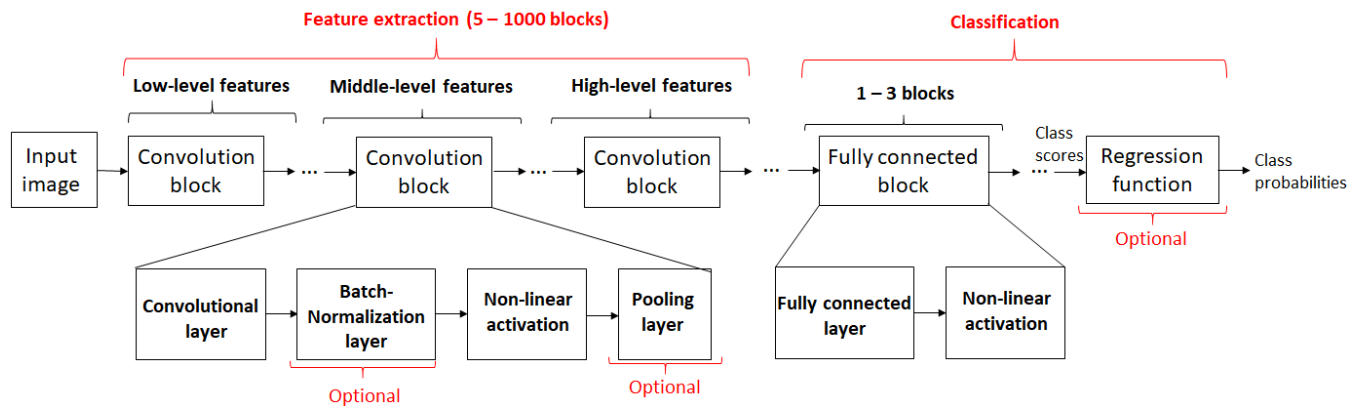 Feature extraction (5 – 1000 blocks)
Classification
Low-level features
Middle-level features
High-level features
1 – 3 blocks
Input
image
Convolution
block
...
Convolution
block
...
Convolution
block
...
Fully connected
block
...
Class
scores
Regression
function
Class
probabilities
Optional
Convolutional
layer
Batch-
Normalization
layer
Non-linear
activation
Pooling
layer
Fully connected
layer
Non-linear
activation
Optional
Optional